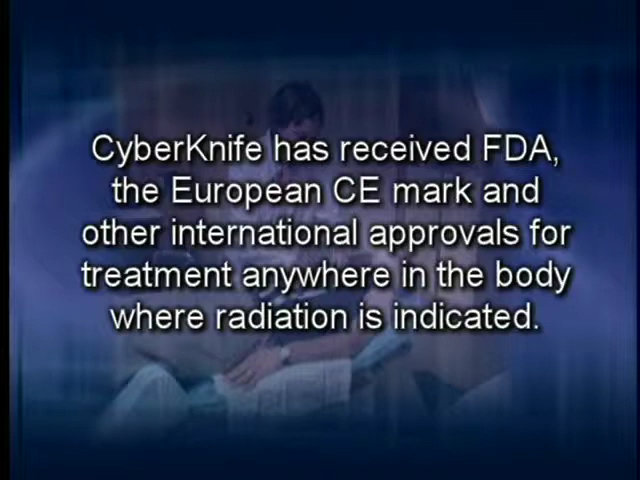 CyberKnife has received FDA,
the European CE mark and
other international approvals for
treatment anywhere in the body
where radiation is indicated.